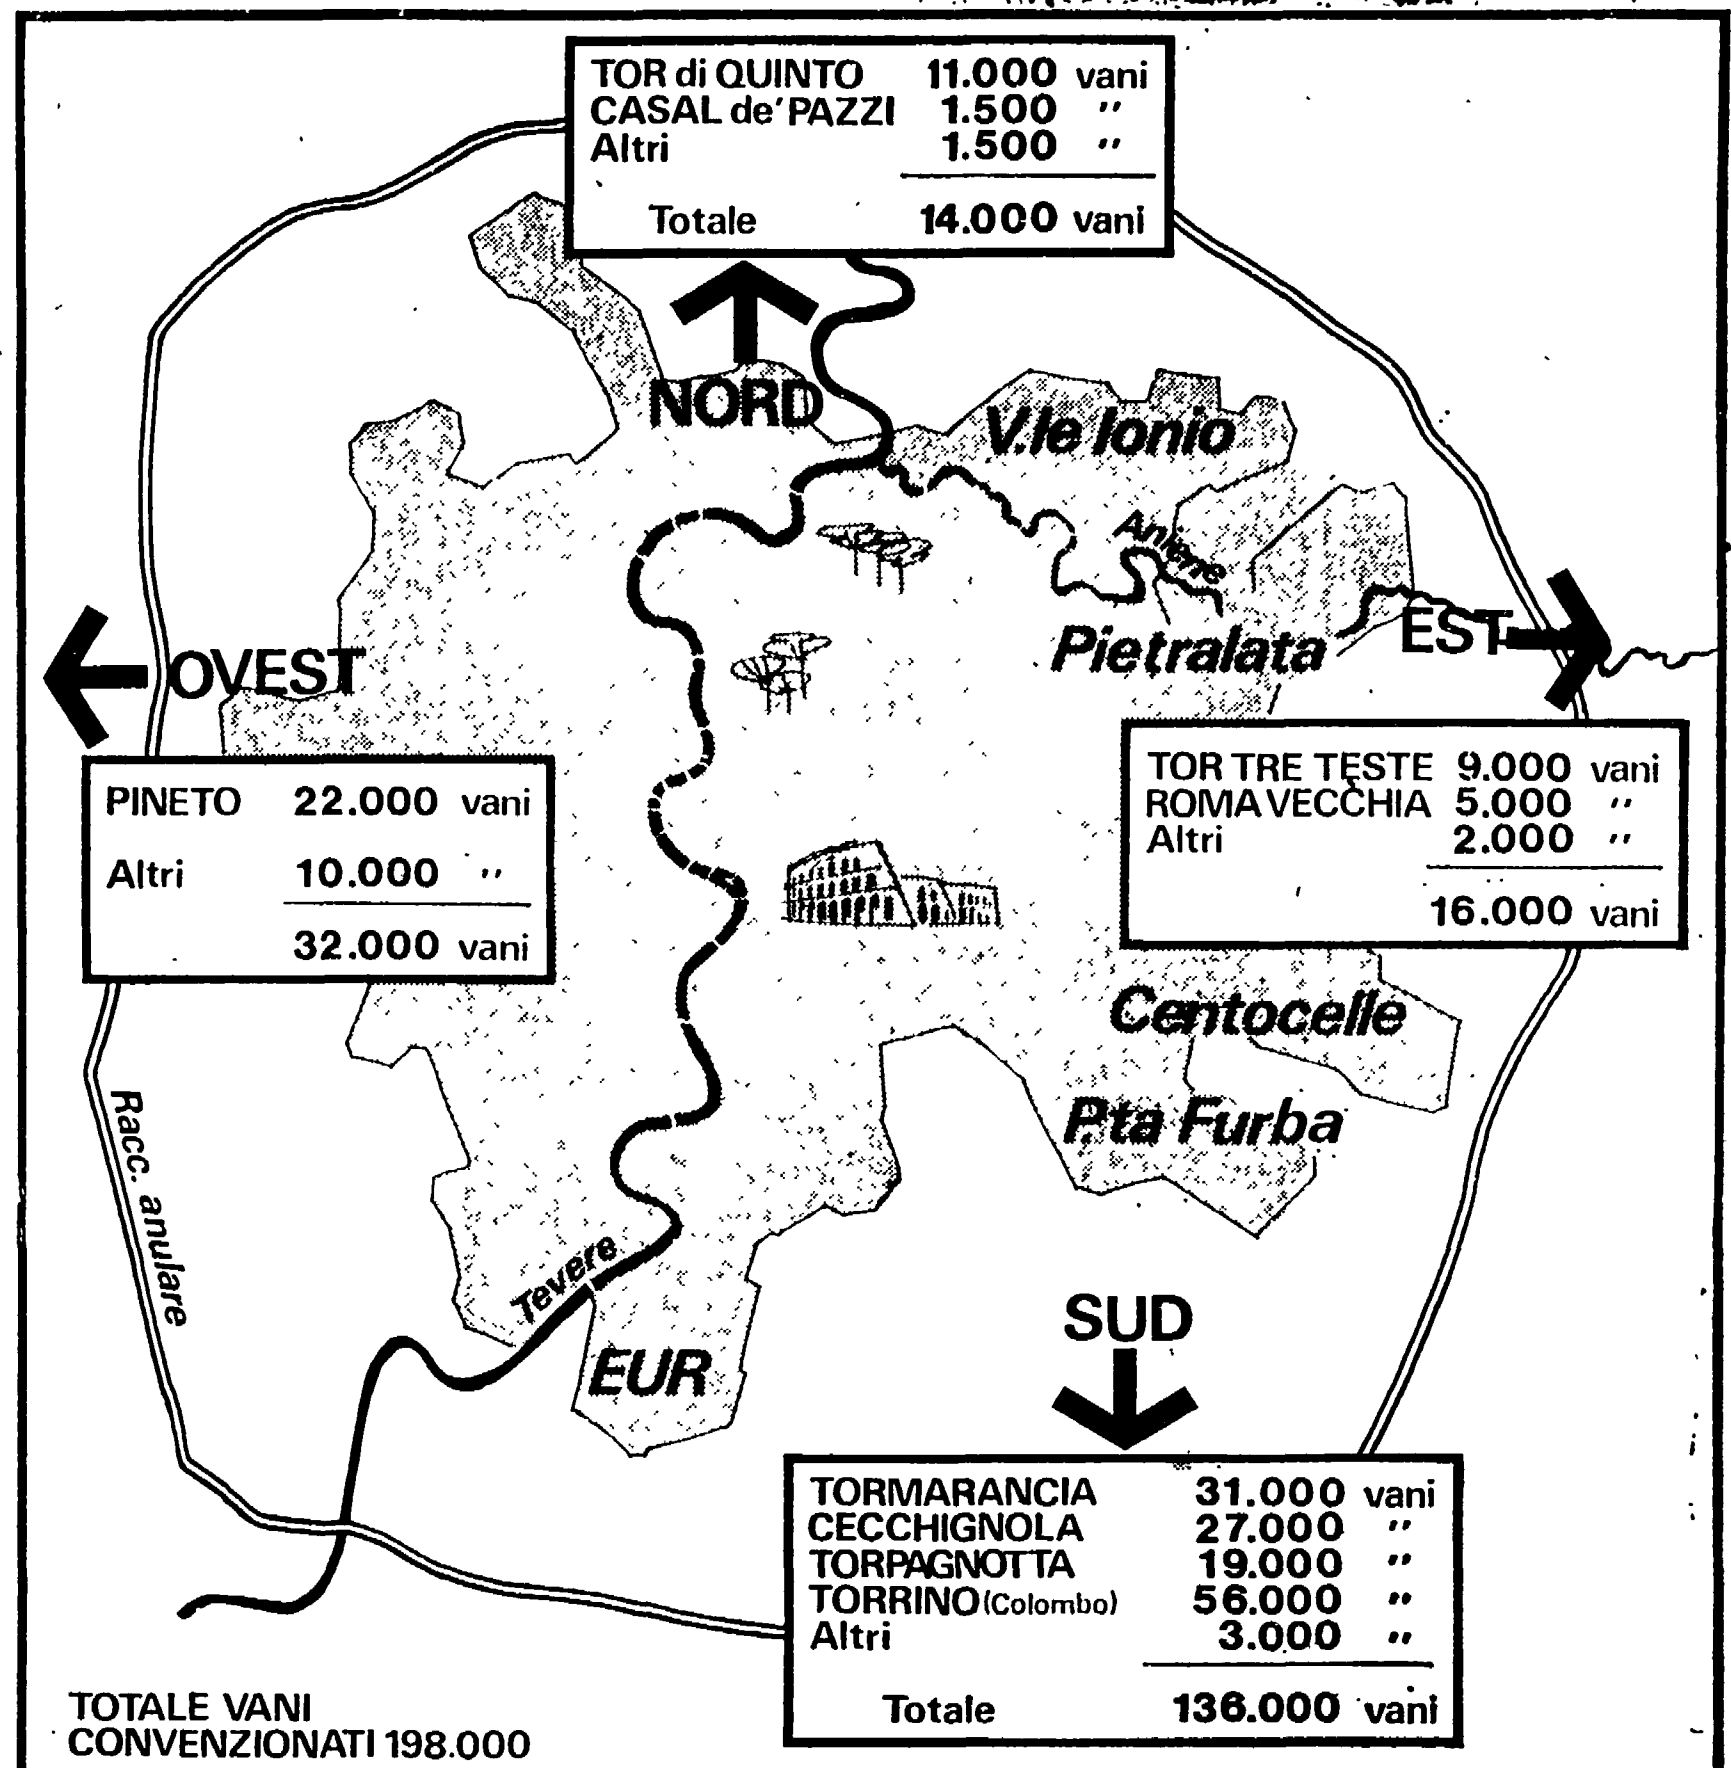 TOR di QUINTO 11.000 vani
CASAL de' PAZZI 1.500 "
Altri 1.500 "
Totale 14.000 vani
NORD
V.le Ionio
Aniene
Pietralata
EST
OVEST
PINETO 22.000 vani
Altri 10.000 "
32.000 vani
TOR TRE TESTE 9.000 vani
ROMA VECCHIA 5.000 "
Altri 2.000 "
16.000 vani
Centocelle
P.ta Furba
Racc. anulare
Tevere
EUR
SUD
TORMARANCIA 31.000 vani
CECCHIGNOLA 27.000 "
TORPAGNOTTA 19.000 "
TORRINO (Colombo) 56.000 "
Altri 3.000 "
Totale 136.000 vani
TOTALE VANI
CONVENZIONATI 198.000